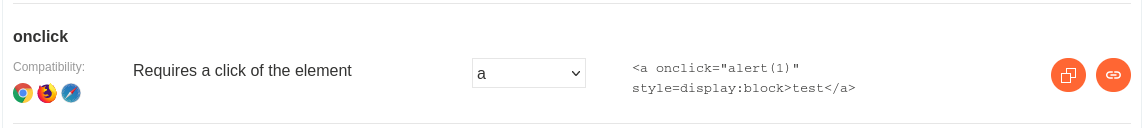 onclick
Compatibility:
Requires a click of the element
a
<a onclick="alert(1)"
style=display:block>test</a>